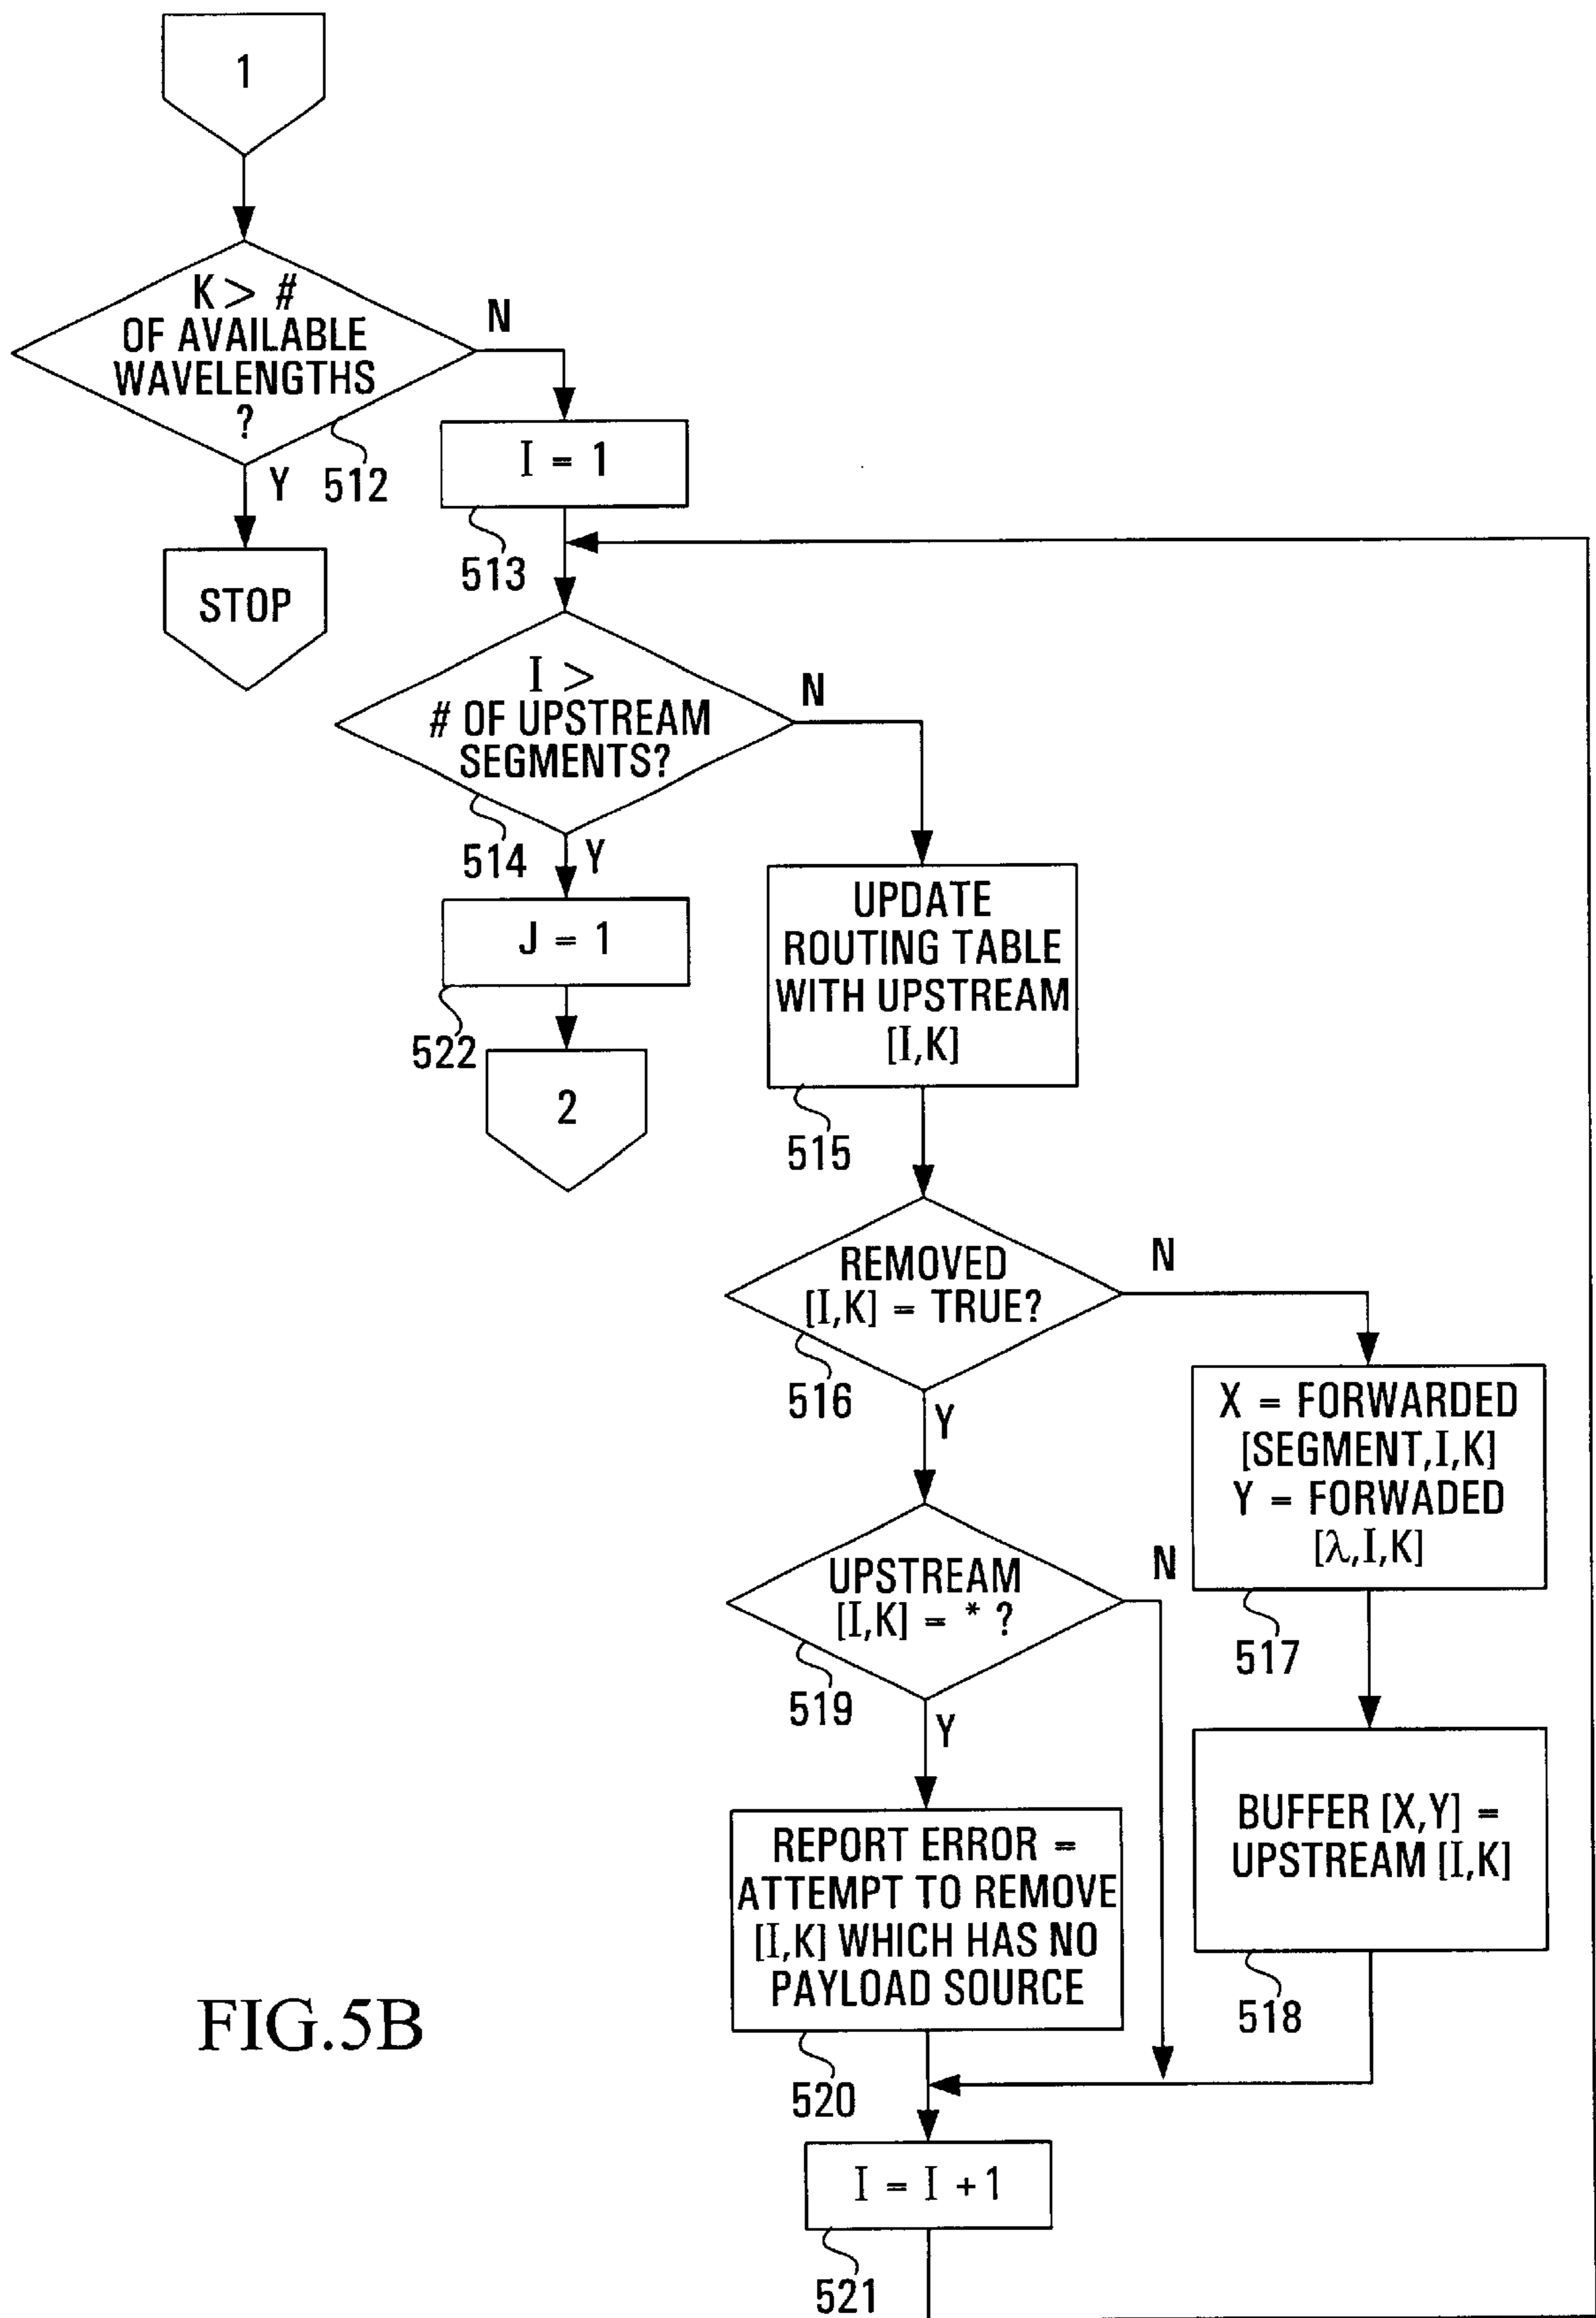 1
K > #
OF AVAILABLE
WAVELENGTHS
?
N
Y
512
I = 1
513
STOP
I >
# OF UPSTREAM
SEGMENTS?
N
514
Y
J = 1
522
2
UPDATE
ROUTING TABLE
WITH UPSTREAM
[I,K]
515
REMOVED
[I,K] = TRUE?
N
516
Y
X = FORWARDED
[SEGMENT,I,K]
Y = FORWADED
[λ,I,K]
517
UPSTREAM
[I,K] = * ?
N
519
Y
BUFFER [X,Y] =
UPSTREAM [I,K]
518
REPORT ERROR =
ATTEMPT TO REMOVE
[I,K] WHICH HAS NO
PAYLOAD SOURCE
520
I = I + 1
521
FIG.5B